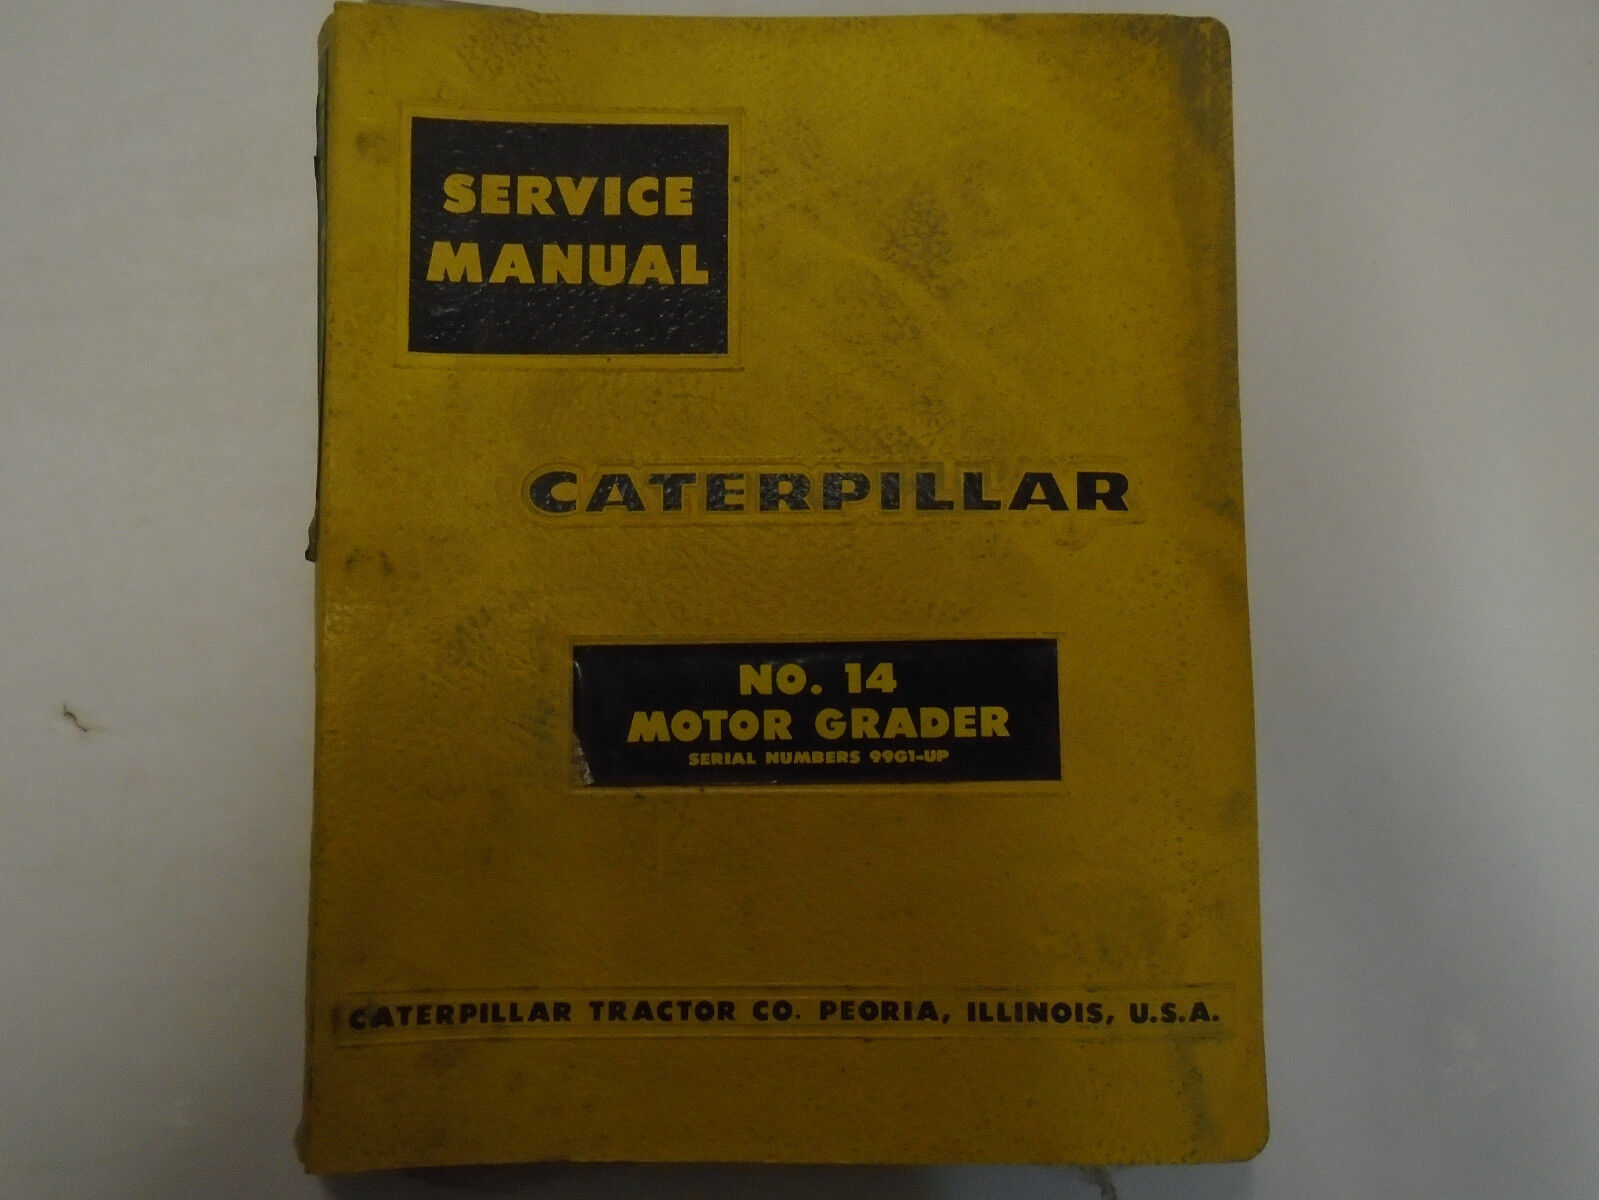 SERVICE
MANUAL
CATERPILLAR
NO. 14
MOTOR GRADER
SERIAL NUMBERS 99G1-UP
CATERPILLAR TRACTOR CO. PEORIA, ILLINOIS, U.S.A.